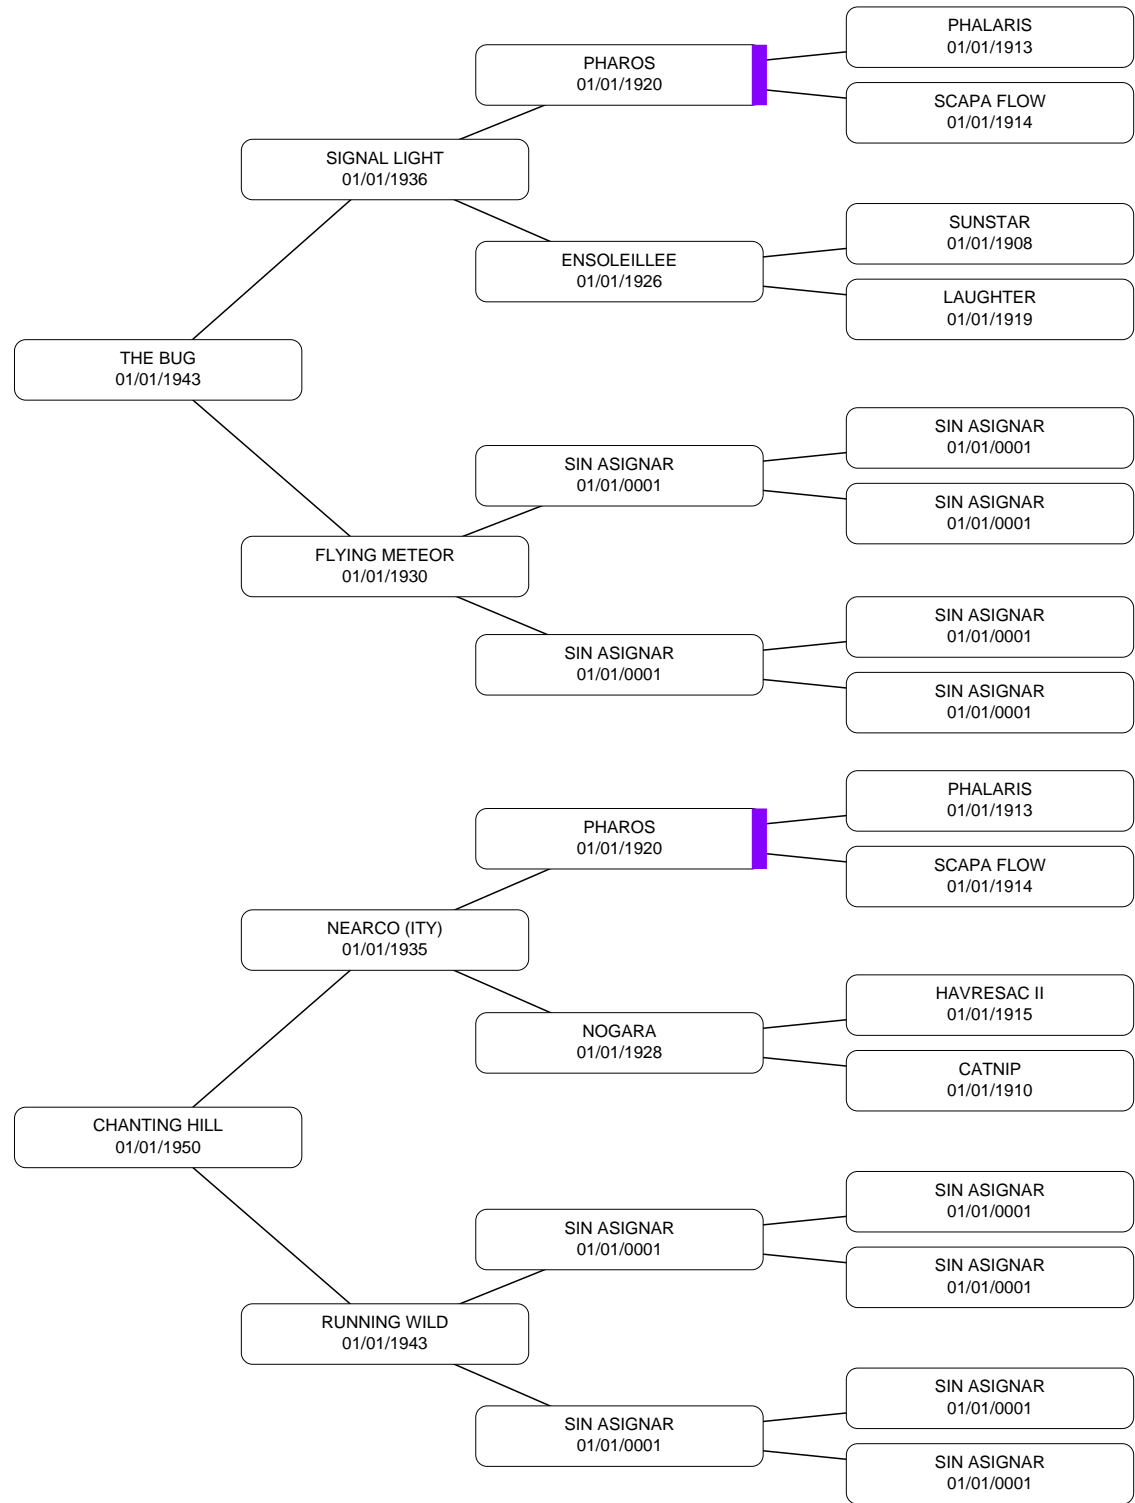 PHALARIS
01/01/1913
PHAROS
01/01/1920
SCAPA FLOW
01/01/1914
SIGNAL LIGHT
01/01/1936
SUNSTAR
01/01/1908
ENSOLEILLEE
01/01/1926
LAUGHTER
01/01/1919
THE BUG
01/01/1943
SIN ASIGNAR
01/01/0001
SIN ASIGNAR
01/01/0001
SIN ASIGNAR
01/01/0001
FLYING METEOR
01/01/1930
SIN ASIGNAR
01/01/0001
SIN ASIGNAR
01/01/0001
SIN ASIGNAR
01/01/0001
PHALARIS
01/01/1913
PHAROS
01/01/1920
SCAPA FLOW
01/01/1914
NEARCO (ITY)
01/01/1935
HAVRESAC II
01/01/1915
NOGARA
01/01/1928
CATNIP
01/01/1910
CHANTING HILL
01/01/1950
SIN ASIGNAR
01/01/0001
SIN ASIGNAR
01/01/0001
SIN ASIGNAR
01/01/0001
RUNNING WILD
01/01/1943
SIN ASIGNAR
01/01/0001
SIN ASIGNAR
01/01/0001
SIN ASIGNAR
01/01/0001